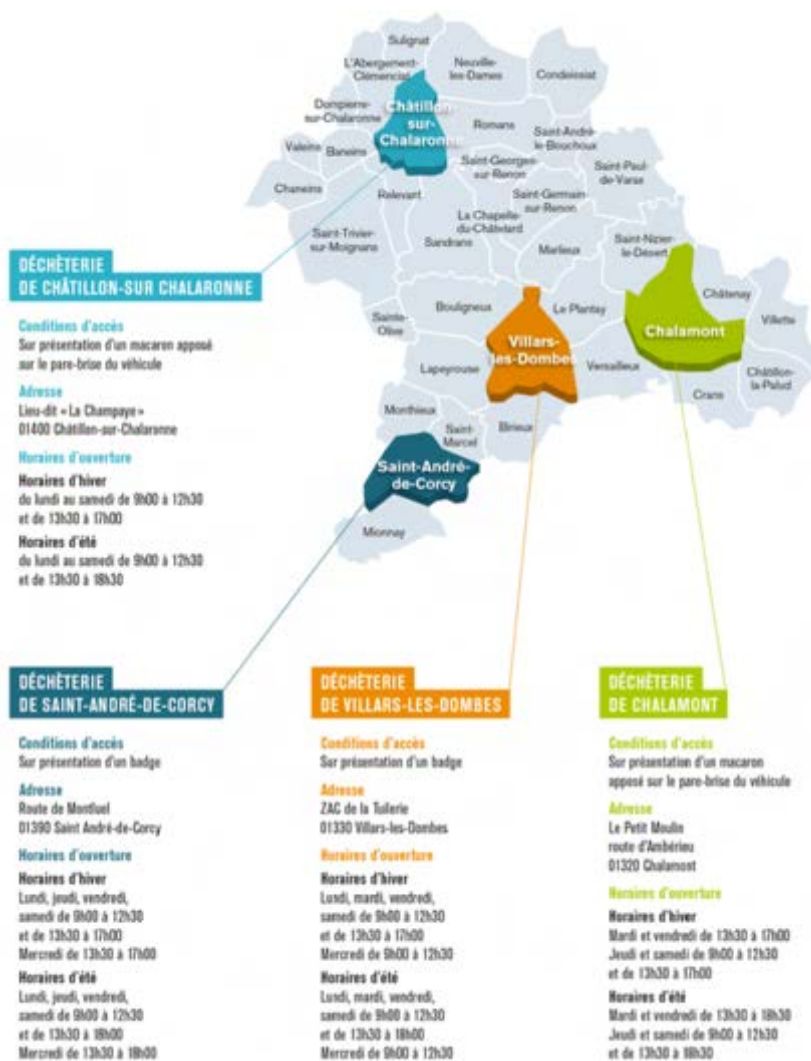 Sulignat
L'Abergement-
Clémenciat
Neuville-
les-Dames
Condeissiat
Dompierre-
sur-Chalaronne
Châtillon
sur-
Chalaronne
Romans
Saint-André
le-Bouchoux
Valeins
Baneins
Saint-Georges
sur-Renon
Saint-Paul
de-Varax
Chaneins
Relevant
Saint-Germain
sur-Renon
La Chapelle
du-Châtelard
Saint-Trivier
sur-Moignans
Sandrans
Marlieux
Saint-Nizier
le-Désert
Châtenay
Sainte-
Olive
Bouligneux
Le Plantay
Villette
Villars-
les-Dombes
Chalamont
Lapeyrouse
Versailleux
Châtillon-
la-Palud
Crans
Monthieux
Saint-
Marcel
Birieux
Saint-André-
de-Corcy
Mionnay
DÉCHÈTERIE
DE CHÂTILLON-SUR CHALARONNE
Conditions d'accès
Sur présentation d'un macaron apposé
sur le pare-brise du véhicule
Adresse
Lieu-dit « La Champaye »
01400 Châtillon-sur-Chalaronne
Horaires d'ouverture
Horaires d'hiver
du lundi au samedi de 9h00 à 12h30
et de 13h30 à 17h00
Horaires d'été
du lundi au samedi de 9h00 à 12h30
et de 13h30 à 18h30
DÉCHÈTERIE
DE SAINT-ANDRÉ-DE-CORCY
Conditions d'accès
Sur présentation d'un badge
Adresse
Route de Montluel
01390 Saint André-de-Corcy
Horaires d'ouverture
Horaires d'hiver
Lundi, jeudi, vendredi,
samedi de 9h00 à 12h30
et de 13h30 à 17h00
Mercredi de 13h30 à 17h00
Horaires d'été
Lundi, jeudi, vendredi,
samedi de 9h00 à 12h30
et de 13h30 à 18h00
Mercredi de 13h30 à 18h00
DÉCHÈTERIE
DE VILLARS-LES-DOMBES
Conditions d'accès
Sur présentation d'un badge
Adresse
ZAC de la Tuilerie
01330 Villars-les-Dombes
Horaires d'ouverture
Horaires d'hiver
Lundi, mardi, vendredi,
samedi de 9h00 à 12h30
et de 13h30 à 17h00
Mercredi de 9h00 à 12h30
Horaires d'été
Lundi, mardi, vendredi,
samedi de 9h00 à 12h30
et de 13h30 à 18h00
Mercredi de 9h00 à 12h30
DÉCHÈTERIE
DE CHALAMONT
Conditions d'accès
Sur présentation d'un macaron
apposé sur le pare-brise du véhicule
Adresse
Le Petit Moulin
route d'Ambérieu
01320 Chalamont
Horaires d'ouverture
Horaires d'hiver
Mardi et vendredi de 13h30 à 17h00
Jeudi et samedi de 9h00 à 12h30
et de 13h30 à 17h00
Horaires d'été
Mardi et vendredi de 13h30 à 18h30
Jeudi et samedi de 9h00 à 12h30
et de 13h30 à 18h30